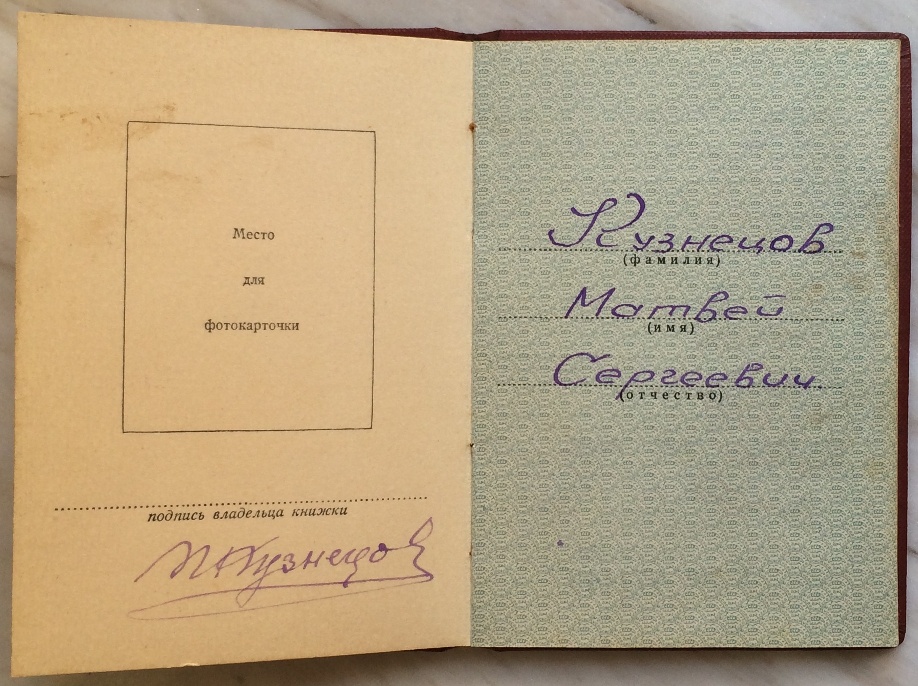 Место
для
фотокарточки
подпись владельца книжки
МКузнецов
Кузнецов
(фамилия)
Матвей
(имя)
Сергеевич
(отчество)